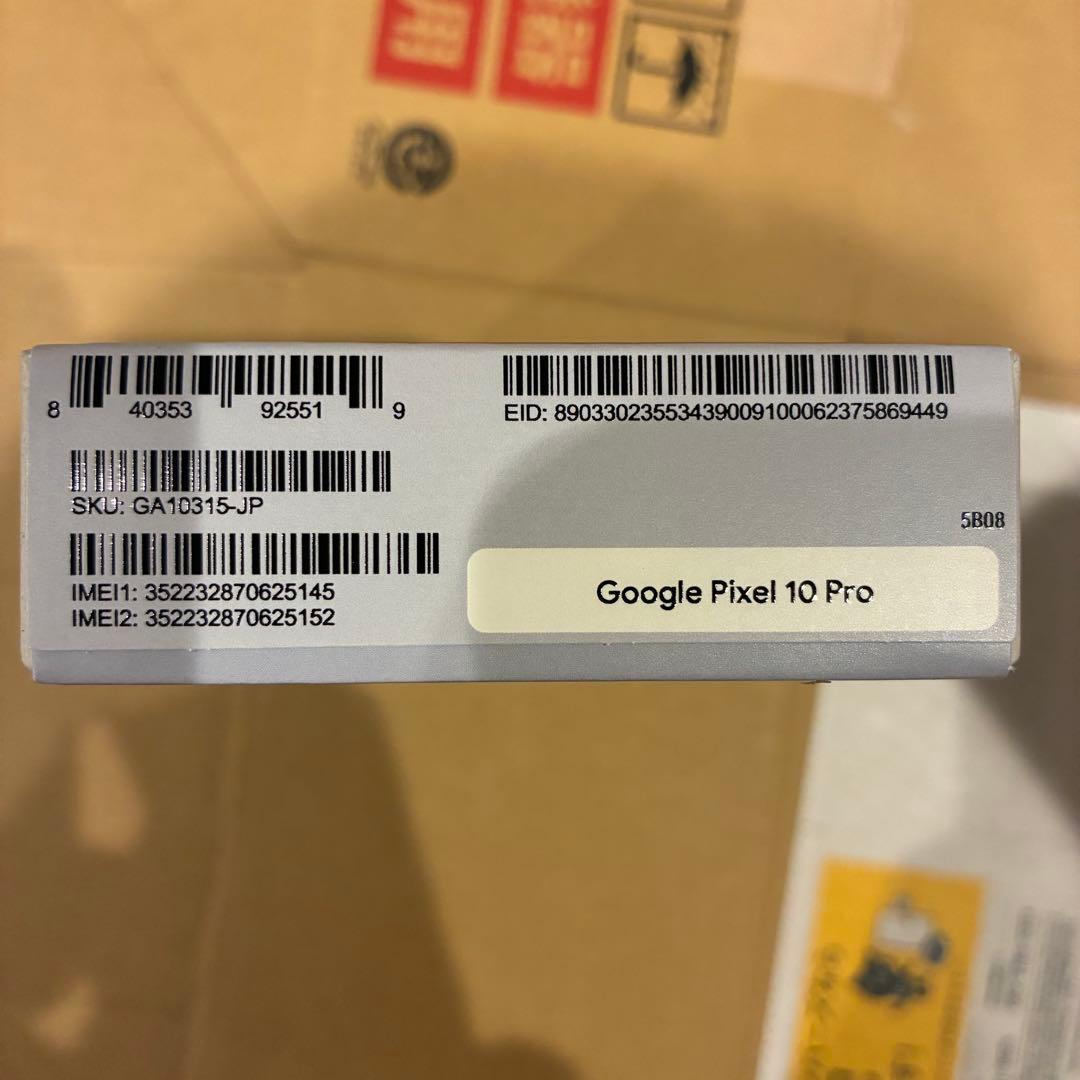 8 40353 92551 9
EID: 89033023553439009100062375869449
SKU: GA10315-JP
5B08
IMEI1: 352232870625145
IMEI2: 352232870625152
Google Pixel 10 Pro